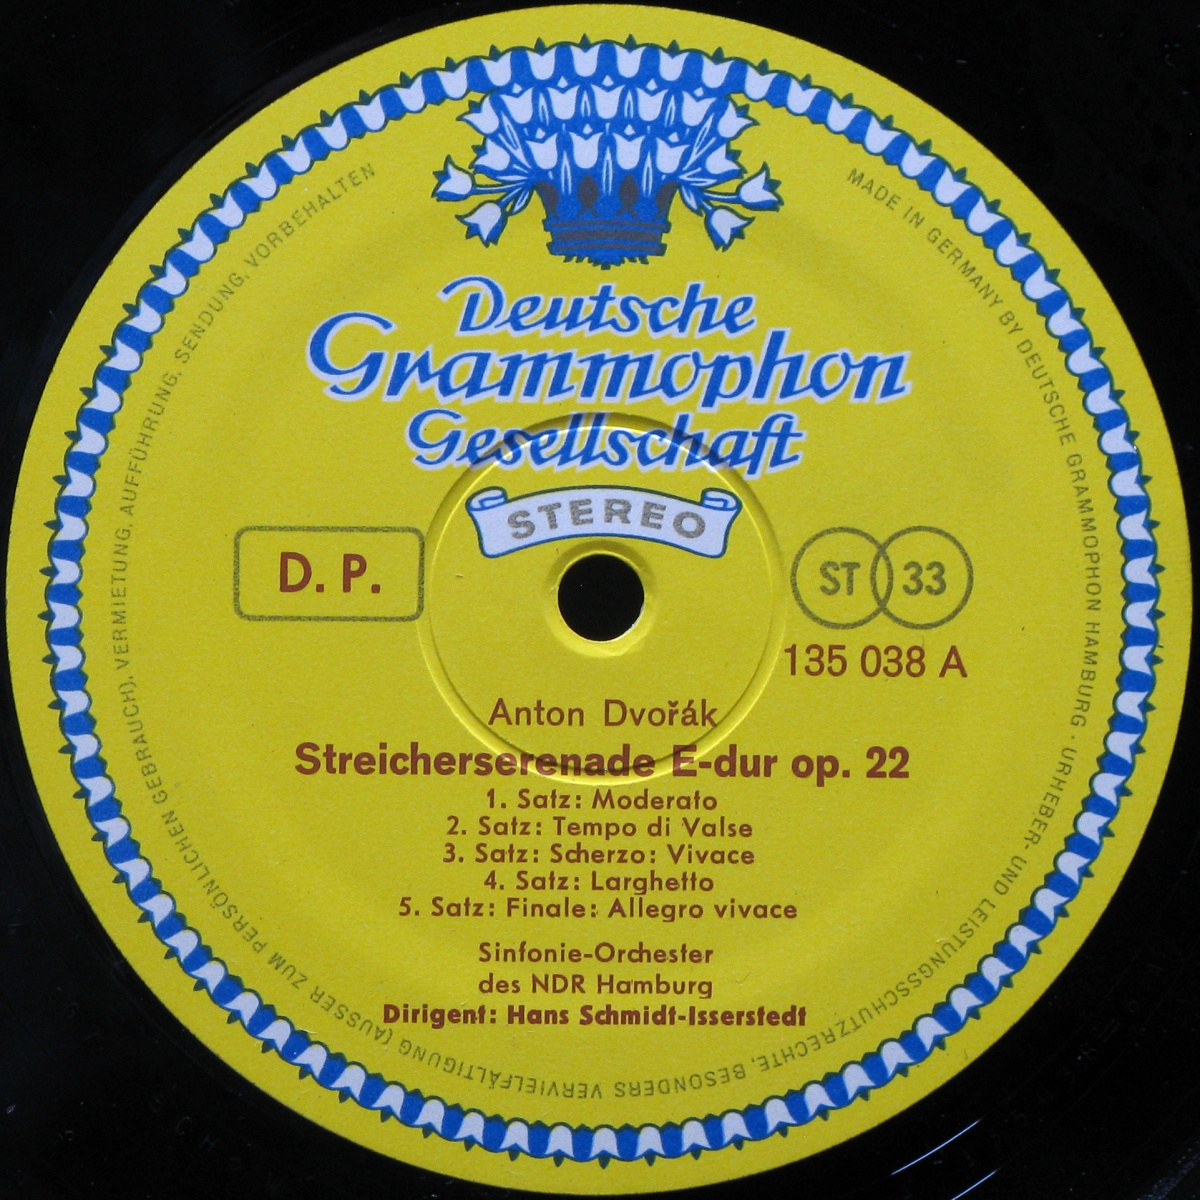 Deutsche
Grammophon
Gesellschaft
STEREO
D. P.
ST 33
135 038 A
Anton Dvořák
Streicherserenade E-dur op. 22
1. Satz: Moderato
2. Satz: Tempo di Valse
3. Satz: Scherzo: Vivace
4. Satz: Larghetto
5. Satz: Finale: Allegro vivace
Sinfonie-Orchester
des NDR Hamburg
Dirigent: Hans Schmidt-Isserstedt
MADE IN GERMANY BY DEUTSCHE GRAMMOPHON HAMBURG · URHEBER- UND LEISTUNGSSCHUTZRECHTE, BESONDERS VERVIELFÄLTIGUNG (AUSSER ZUM PERSÖNLICHEN GEBRAUCH), VERMIETUNG, AUFFÜHRUNG, SENDUNG, VORBEHALTEN